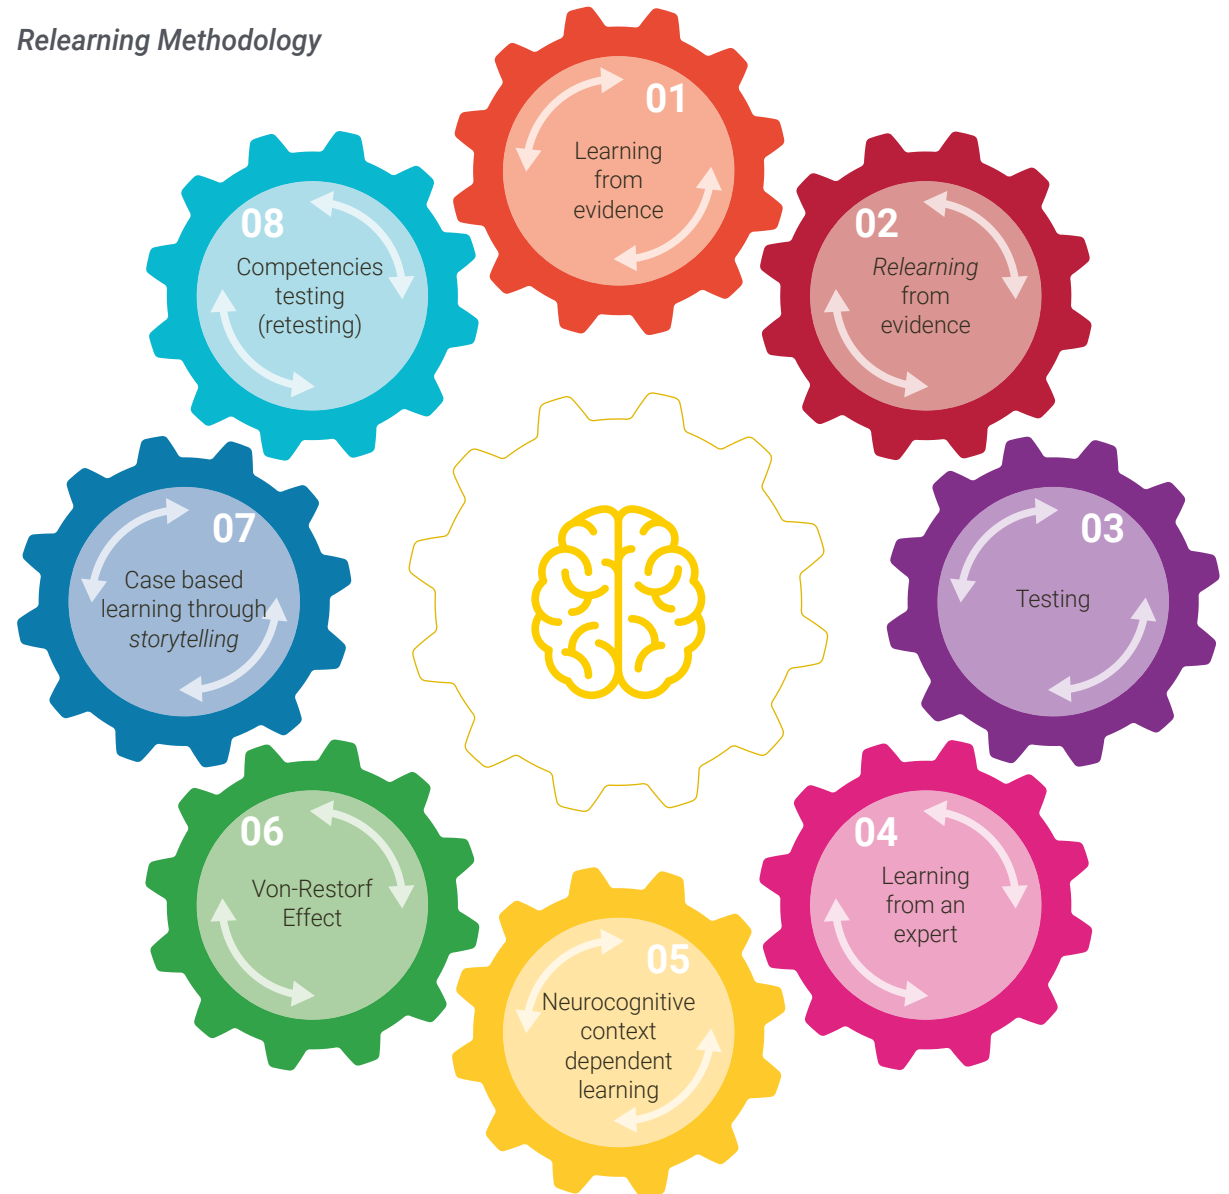 Relearning Methodology
01
Learning
from
evidence
02
Relearning
from
evidence
03
Testing
04
Learning
from an
expert
05
Neurocognitive
context
dependent
learning
06
Von-Restorf
Effect
07
Case based
learning through
storytelling
08
Competencies
testing
(retesting)